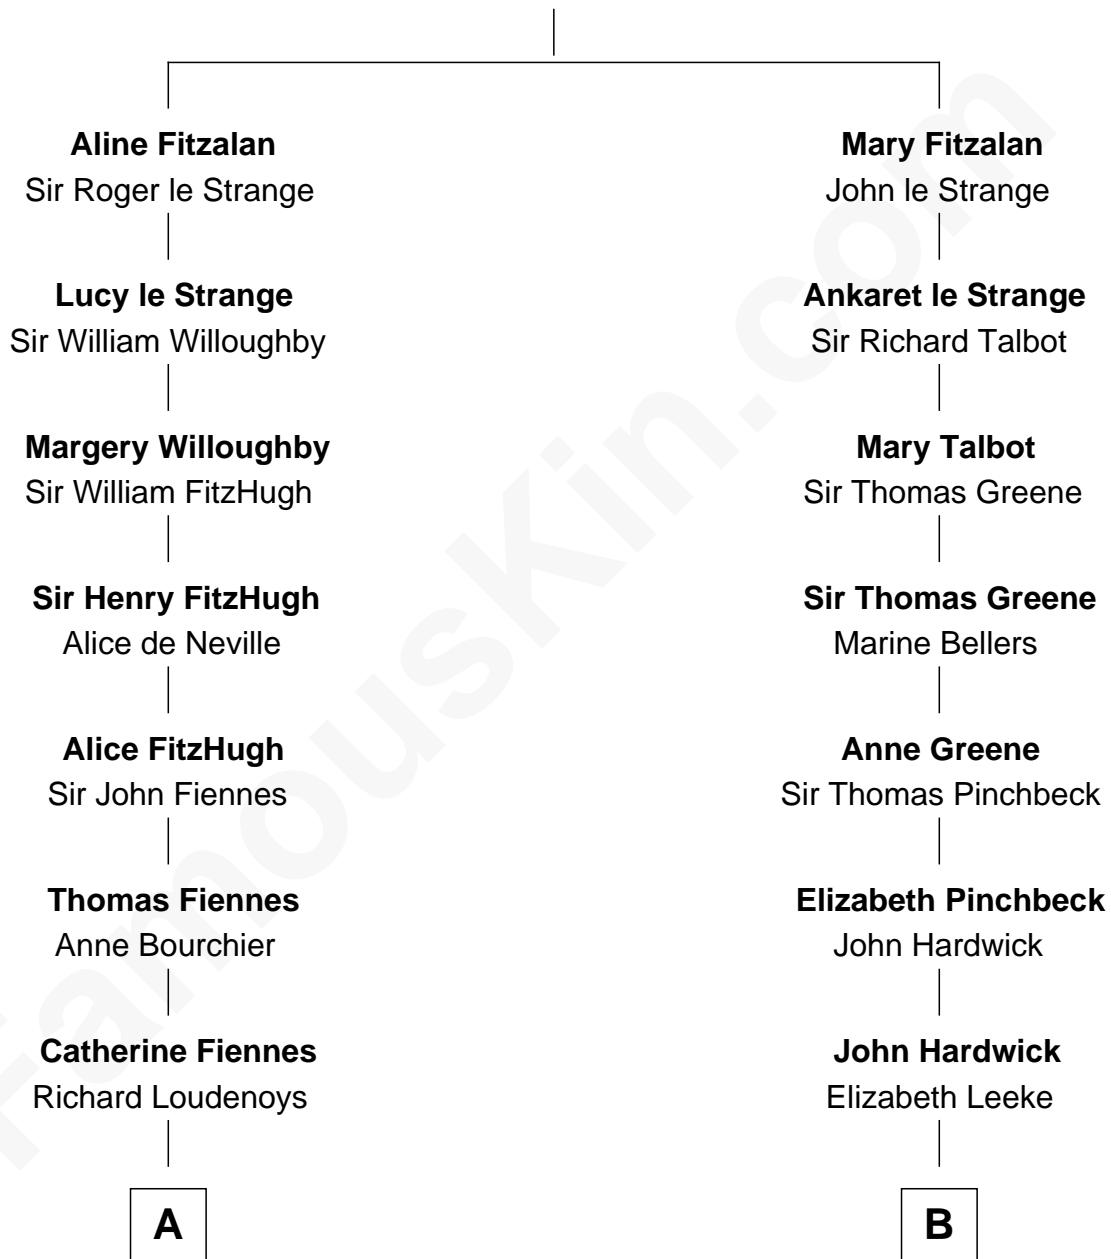 Aline Fitzalan
Sir Roger le Strange
Mary Fitzalan
John le Strange
Lucy le Strange
Sir William Willoughby
Ankaret le Strange
Sir Richard Talbot
Margery Willoughby
Sir William FitzHugh
Mary Talbot
Sir Thomas Greene
Sir Henry FitzHugh
Alice de Neville
Sir Thomas Greene
Marine Bellers
Alice FitzHugh
Sir John Fiennes
Anne Greene
Sir Thomas Pinchbeck
Thomas Fiennes
Anne Bourchier
Elizabeth Pinchbeck
John Hardwick
Catherine Fiennes
Richard Loudenoys
John Hardwick
Elizabeth Leeke
A
B
FamousKin.com